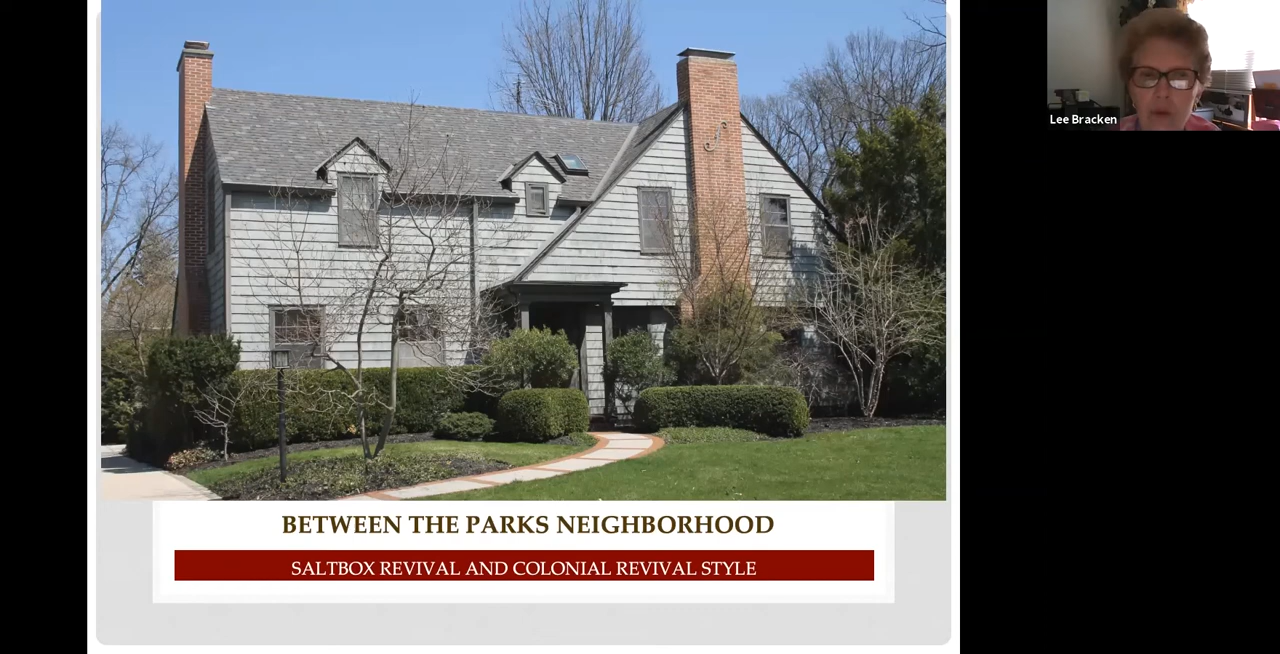 Lee Bracken
BETWEEN THE PARKS NEIGHBORHOOD
SALTBOX REVIVAL AND COLONIAL REVIVAL STYLE